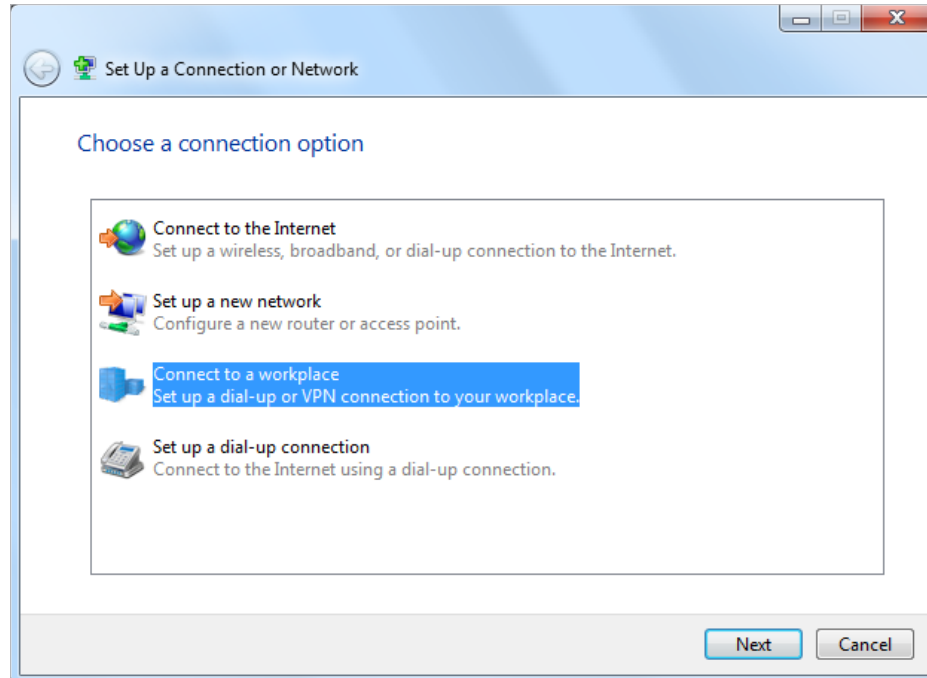 Set Up a Connection or Network
Choose a connection option
Connect to the Internet
Set up a wireless, broadband, or dial-up connection to the Internet.
Set up a new network
Configure a new router or access point.
Connect to a workplace
Set up a dial-up or VPN connection to your workplace.
Set up a dial-up connection
Connect to the Internet using a dial-up connection.
Next
Cancel